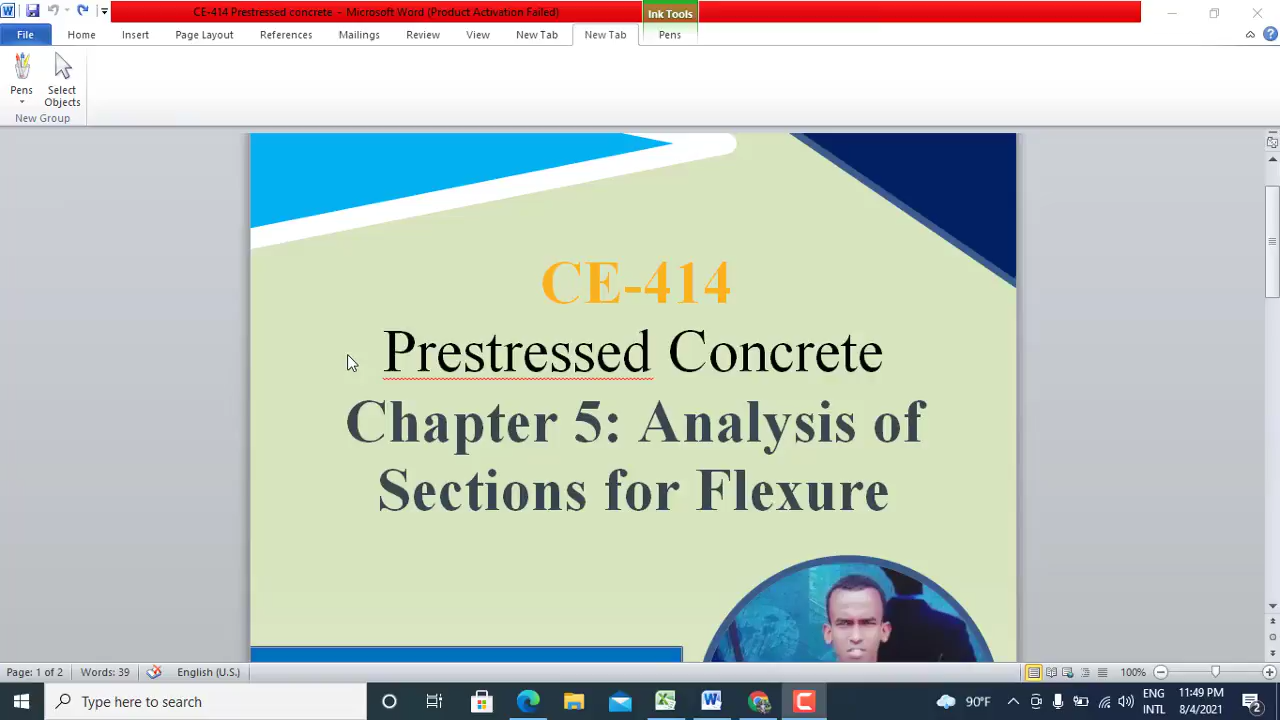 CE-414 Prestressed concrete - Microsoft Word (Product Activation Failed)
Ink Tools
File Home Insert Page Layout References Mailings Review View New Tab New Tab Pens
Pens
Select
Objects
New Group
CE-414
Prestressed Concrete
Chapter 5: Analysis of
Sections for Flexure
Page: 1 of 2 Words: 39 English (U.S.) 100%
Type here to search
90°F
ENG
INTL
11:49 PM
8/4/2021
2